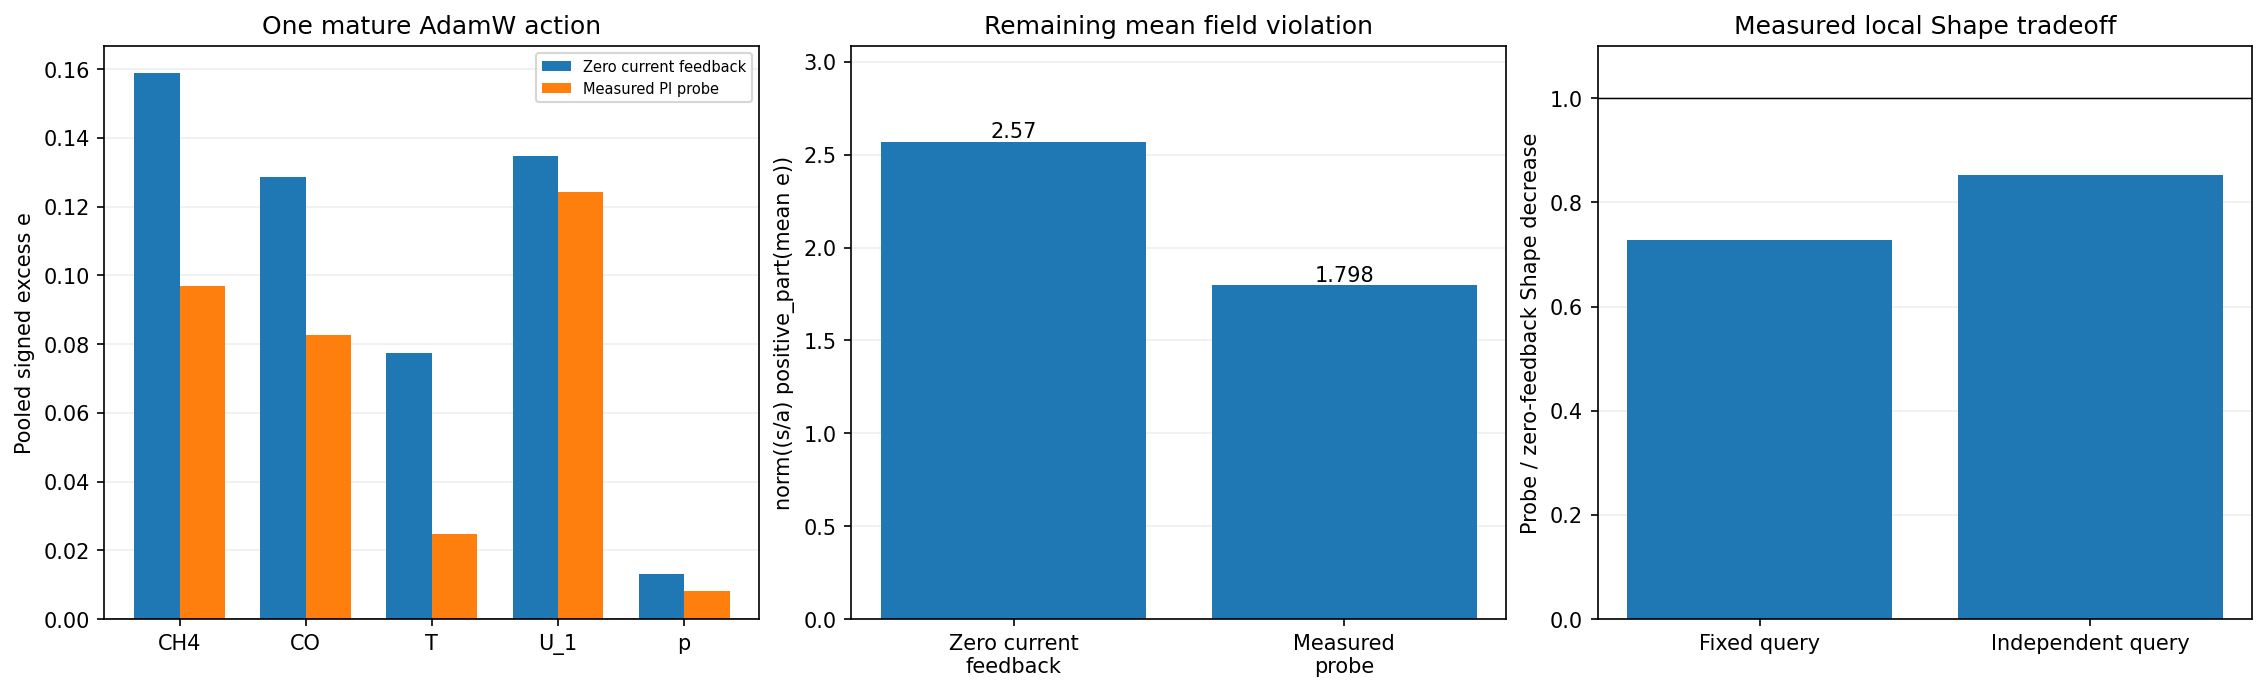 One mature AdamW action
Pooled signed excess e
0.16
0.14
0.12
0.10
0.08
0.06
0.04
0.02
0.00
Zero current feedback
Measured PI probe
CH4
CO
T
U_1
p
Remaining mean field violation
norm((s/a) positive_part(mean e))
3.0
2.5
2.0
1.5
1.0
0.5
0.0
2.57
1.798
Zero current
feedback
Measured
probe
Measured local Shape tradeoff
Probe / zero-feedback Shape decrease
1.0
0.8
0.6
0.4
0.2
0.0
Fixed query
Independent query